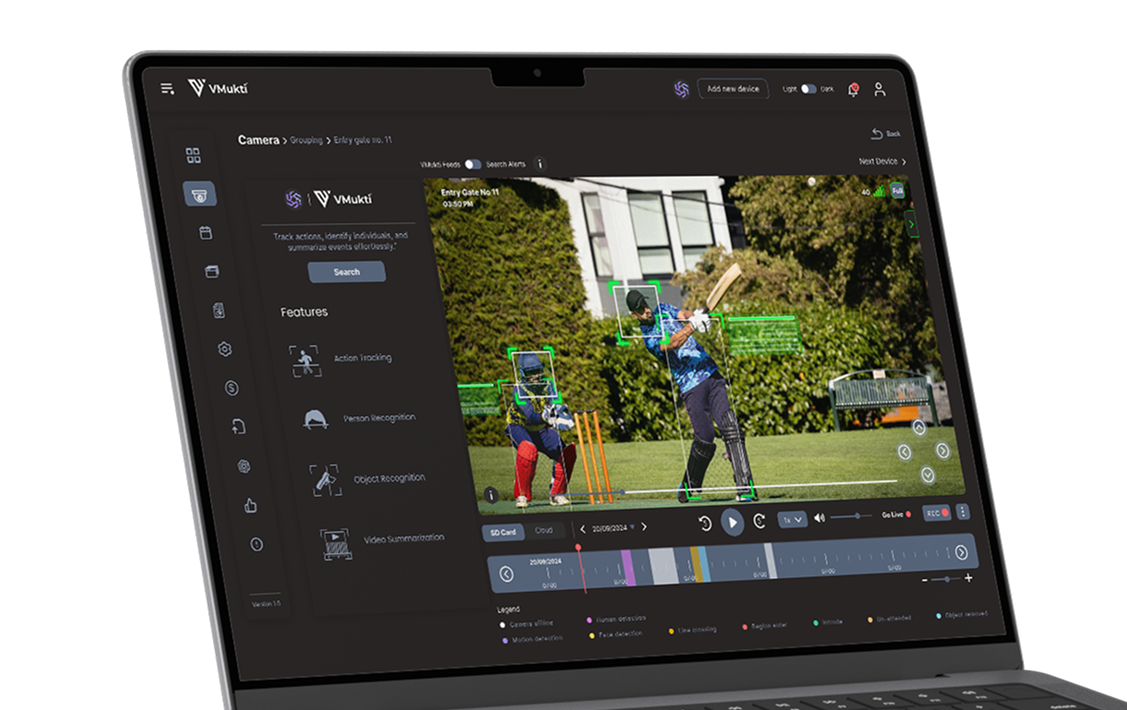 VMukti
Add new device
Light
Dark
Camera > Grouping > Entry gate no. 11
Back
VMukti Feeds
Search Alerts
i
Next Device >
VMukti
Track actions, identify individuals, and
summarize events effortlessly."
Search
Features
Action Tracking
Person Recognition
Object Recognition
Video Summarization
Version 1.0
Entry Gate No 11
03:50 PM
4G
Full
i
SD Card
Cloud
20/09/2024
1x
Go Live
REC
20/09/2024
Legend
Camera offline
Human detection
Motion detection
Face detection
Line crossing
Region enter
Intrude
Un-attended
Object removed